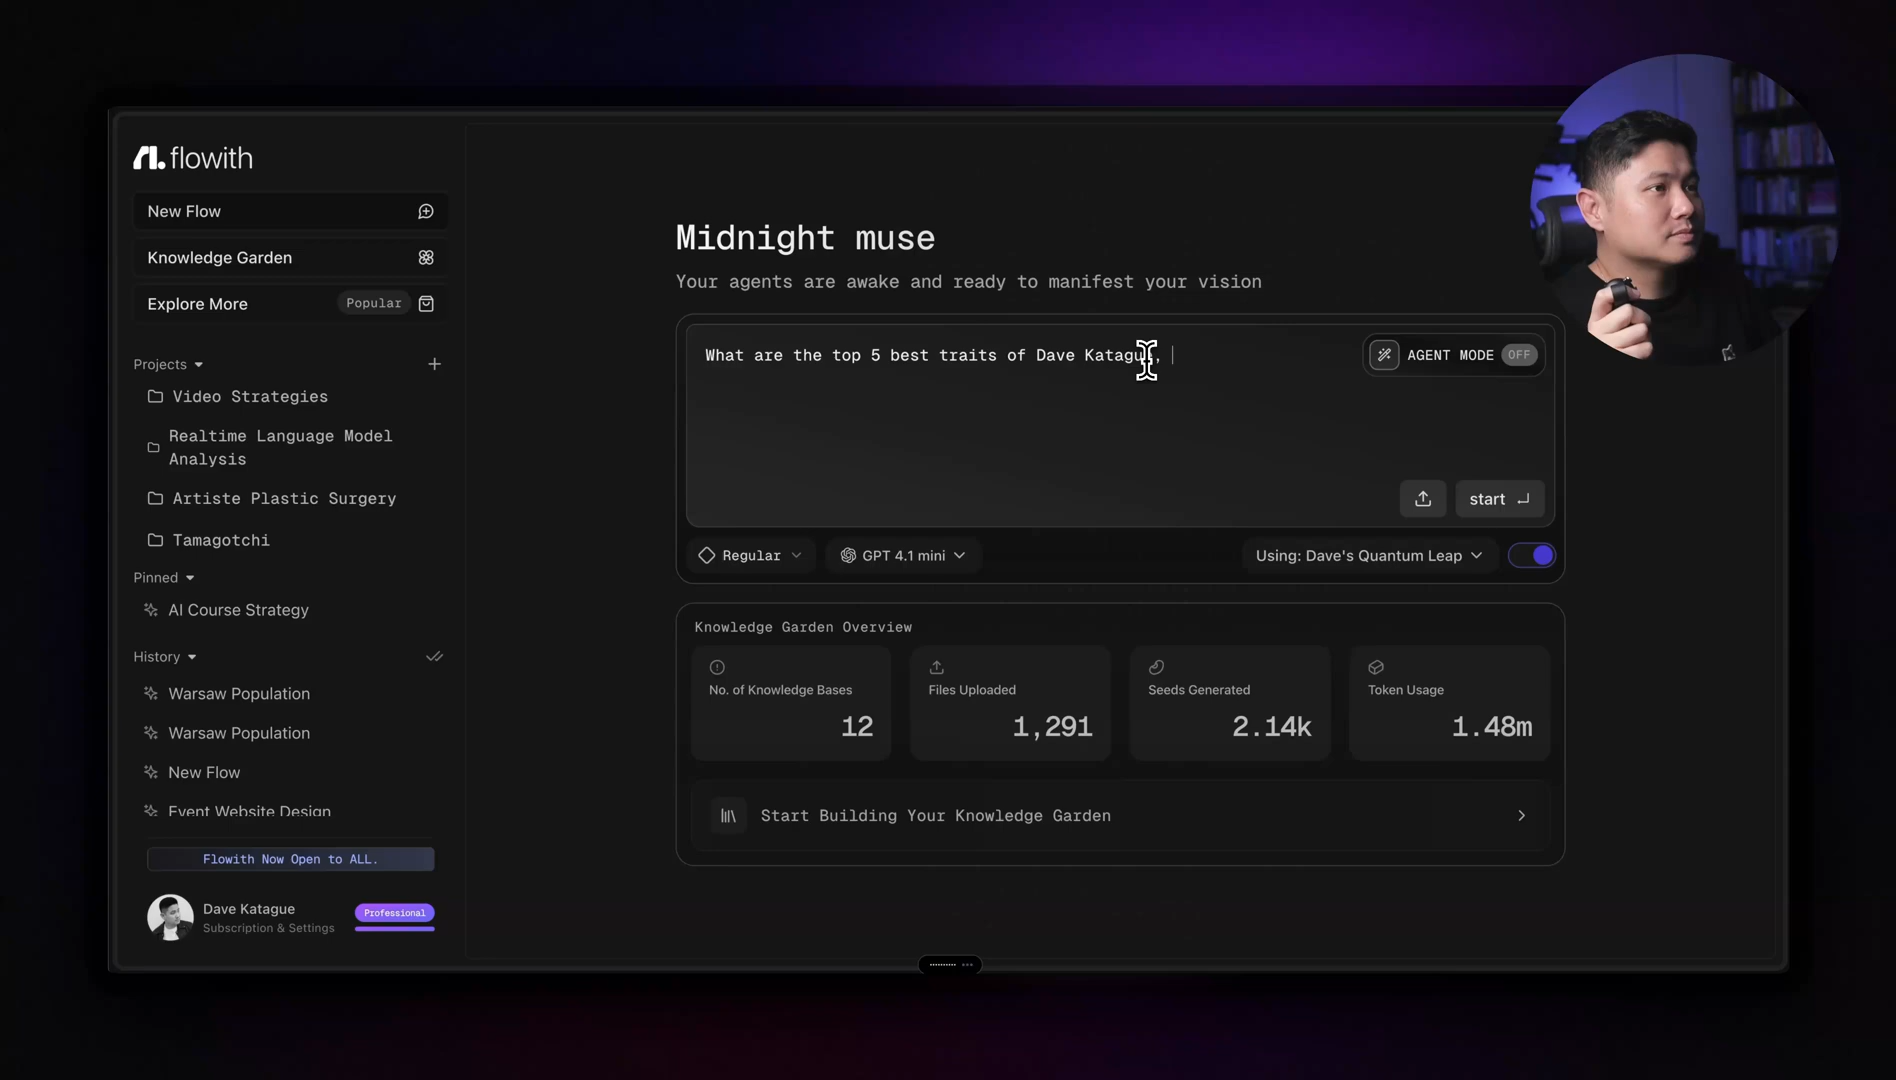 flowith
New Flow
Knowledge Garden
Explore More
Popular
Projects
Video Strategies
Realtime Language Model
Analysis
Artiste Plastic Surgery
Tamagotchi
Pinned
AI Course Strategy
History
Warsaw Population
Warsaw Population
New Flow
Event Website Design
Flowith Now Open to ALL.
Dave Katague
Subscription & Settings
Professional
Midnight muse
Your agents are awake and ready to manifest your vision
What are the top 5 best traits of Dave Katague,
AGENT MODE OFF
start
Regular
GPT 4.1 mini
Using: Dave's Quantum Leap
Knowledge Garden Overview
No. of Knowledge Bases
12
Files Uploaded
1,291
Seeds Generated
2.14k
Token Usage
1.48m
Start Building Your Knowledge Garden